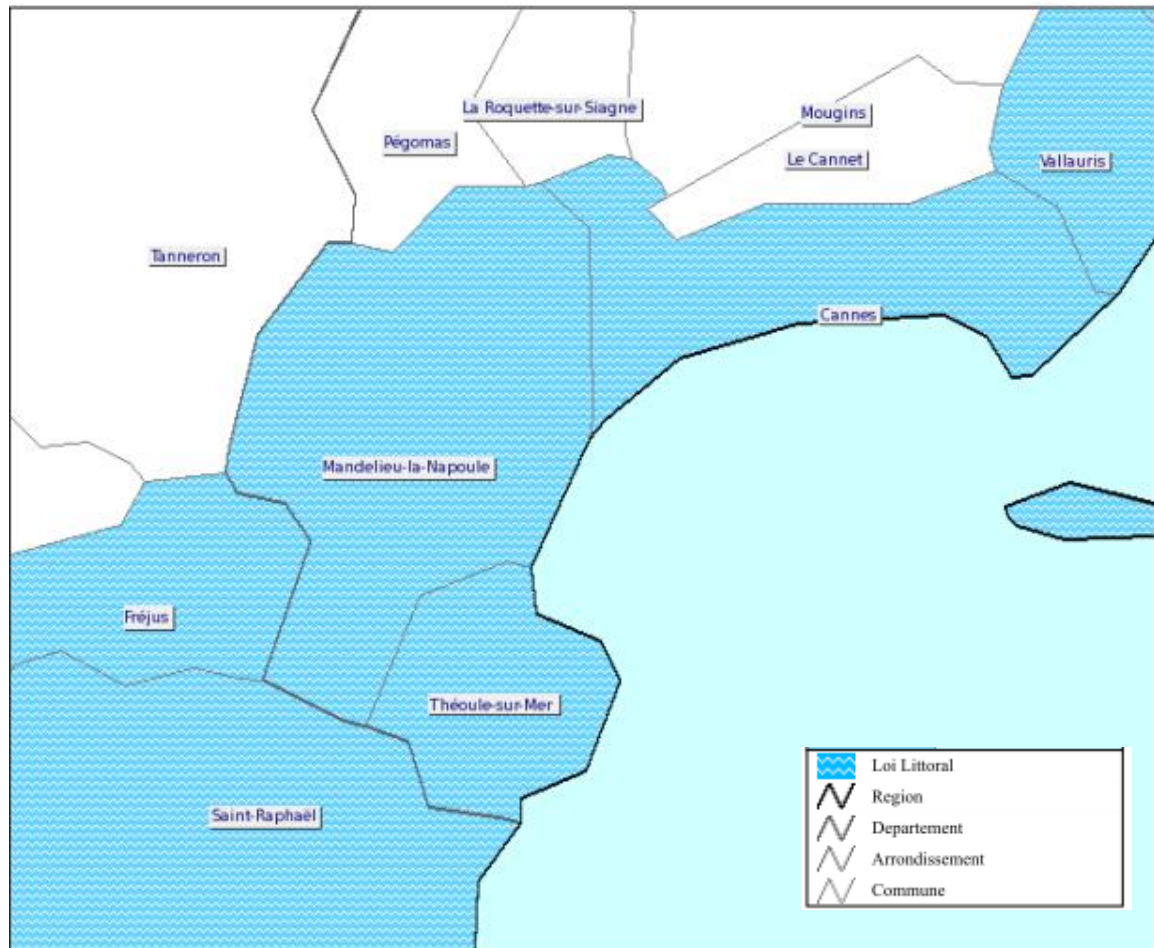 La Roquette-sur-Siagne
Mougins
Pégomas
Le Cannet
Vallauris
Tanneron
Cannes
Mandelieu-la-Napoule
Fréjus
Théoule-sur-Mer
Saint-Raphaël
Loi Littoral
Region
Departement
Arrondissement
Commune